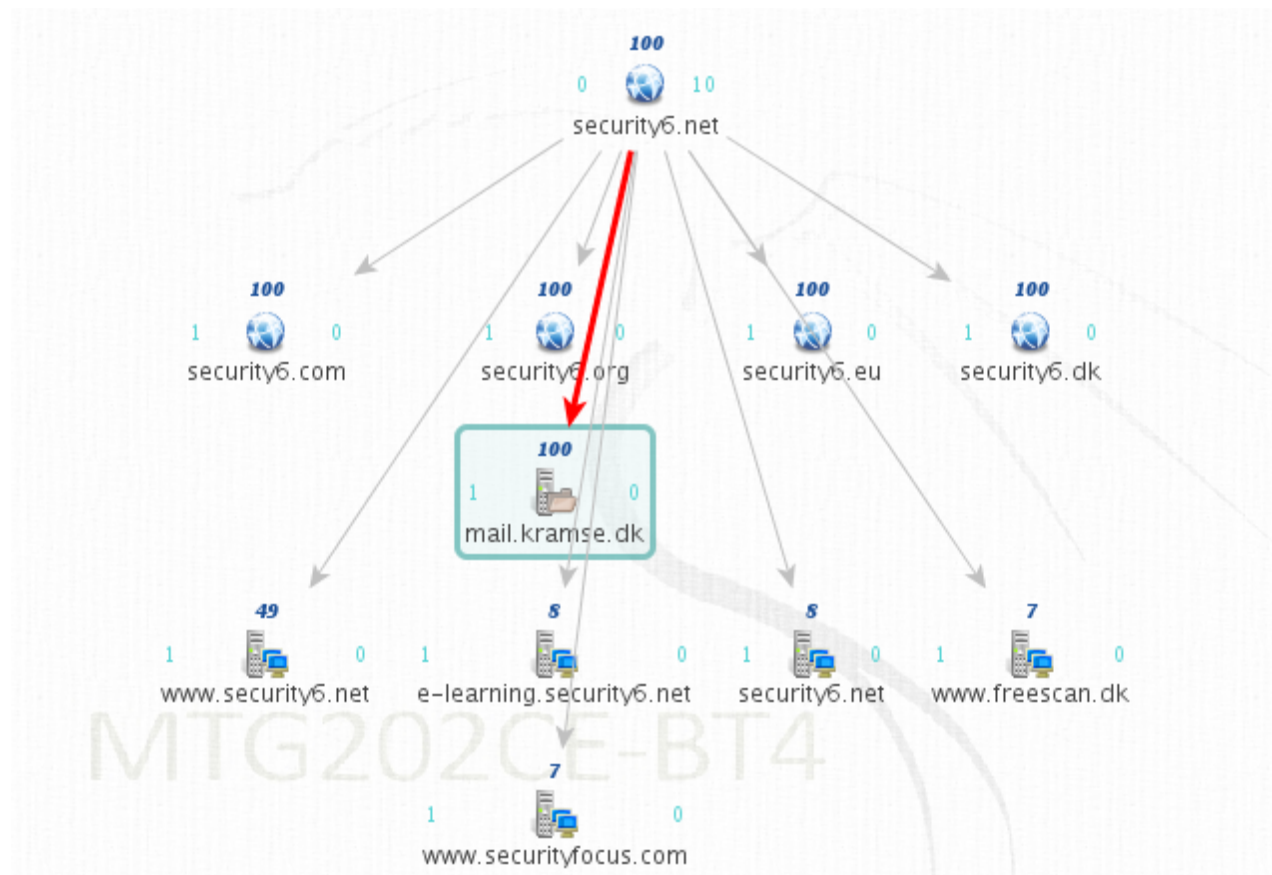 100
0 10
security6.net
100 100 100 100
1 0 1 0 1 0 1 0
security6.com security6.org security6.eu security6.dk
100
1 0
mail.kramse.dk
49 8 8 7
1 0 1 0 1 0 1 0
www.security6.net e-learning.security6.net security6.net www.freescan.dk
MTG202CE-BT4
7
1 0
www.securityfocus.com